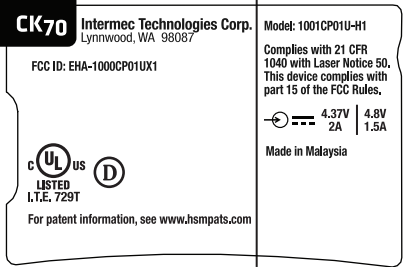 CK70
Intermec Technologies Corp.
Lynnwood, WA 98087
FCC ID: EHA-1000CP01UX1
C UL US
LISTED
I.T.E. 729T
D
For patent information, see www.hsmpats.com
Model: 1001CP01U-H1
Complies with 21 CFR
1040 with Laser Notice 50.
This device complies with
part 15 of the FCC Rules.
4.37V 4.8V
2A 1.5A
Made in Malaysia